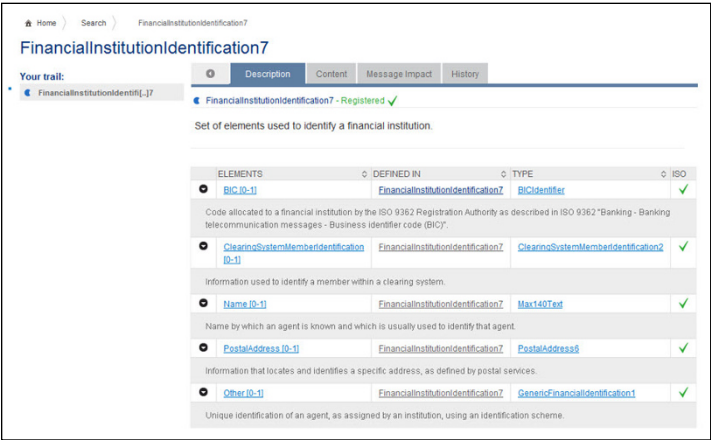 Home Search FinancialInstitutionIdentification7
FinancialInstitutionIdentification7
Your trail:
FinancialInstitutionIdentifi[..]7
Description Content Message Impact History
FinancialInstitutionIdentification7 - Registered
Set of elements used to identify a financial institution.
ELEMENTS DEFINED IN TYPE ISO
BIC [0-1] FinancialInstitutionIdentification7 BICIdentifier
Code allocated to a financial institution by the ISO 9362 Registration Authority as described in ISO 9362 "Banking - Banking
telecommunication messages - Business identifier code (BIC)".
ClearingSystemMemberIdentification FinancialInstitutionIdentification7 ClearingSystemMemberIdentification2
[0-1]
Information used to identify a member within a clearing system.
Name [0-1] FinancialInstitutionIdentification7 Max140Text
Name by which an agent is known and which is usually used to identify that agent.
PostalAddress [0-1] FinancialInstitutionIdentification7 PostalAddress6
Information that locates and identifies a specific address, as defined by postal services.
Other [0-1] FinancialInstitutionIdentification7 GenericFinancialIdentification1
Unique identification of an agent, as assigned by an institution, using an identification scheme.